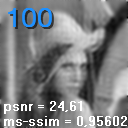 100
psnr = 24,61
ms-ssim = 0,95602